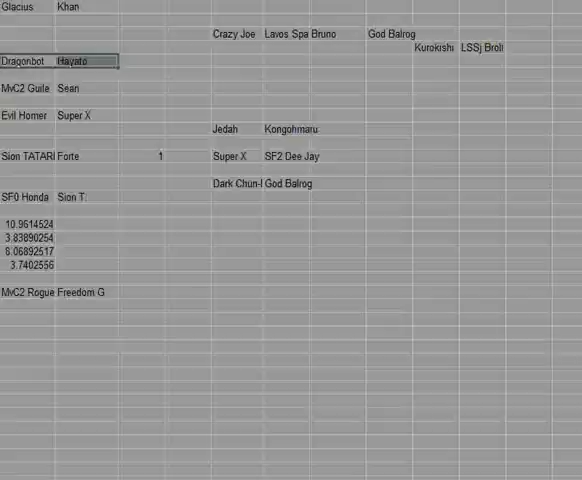 Glacius Khan
Crazy Joe Lavos Spa Bruno God Balrog
Kurokishi LSSj Broli
Dragonbot Hayato
MvC2 Guile Sean
Evil Homer Super X
Jedah Kongohmaru
Sion TATARI Forte 1 Super X SF2 Dee Jay
Dark Chun-l God Balrog
SF0 Honda Sion T.
10.9614524
3.83890254
8.06892517
3.7402556
MvC2 Rogue Freedom G